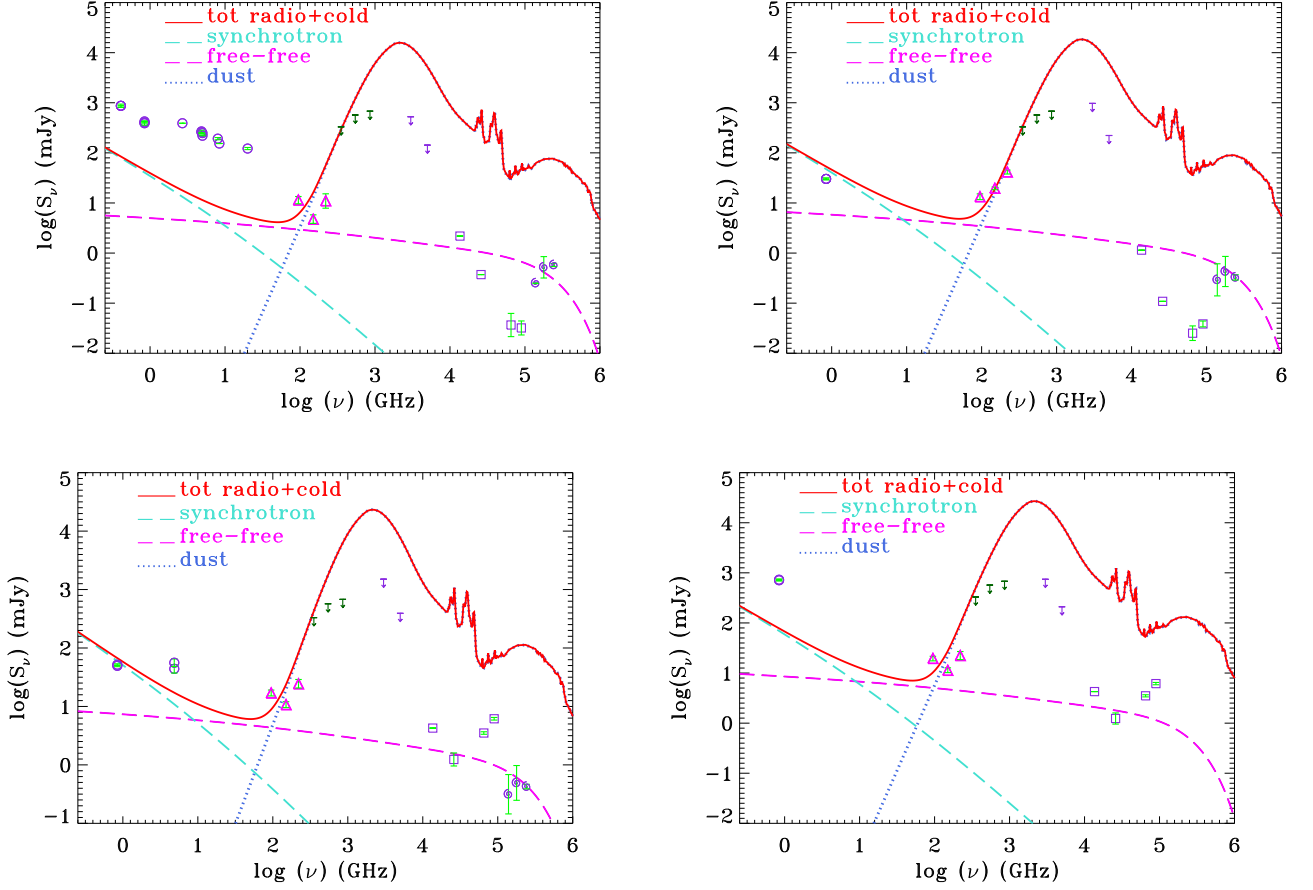 tot radio+cold
synchrotron
free-free
dust
5
4
3
2
1
0
-1
-2
log(Sν) (mJy)
0 1 2 3 4 5 6
log (ν) (GHz)
tot radio+cold
synchrotron
free-free
dust
5
4
3
2
1
0
-1
-2
log(Sν) (mJy)
0 1 2 3 4 5 6
log (ν) (GHz)
tot radio+cold
synchrotron
free-free
dust
5
4
3
2
1
0
-1
log(Sν) (mJy)
0 1 2 3 4 5 6
log (ν) (GHz)
tot radio+cold
synchrotron
free-free
dust
5
4
3
2
1
0
-1
-2
log(Sν) (mJy)
0 1 2 3 4 5 6
log (ν) (GHz)